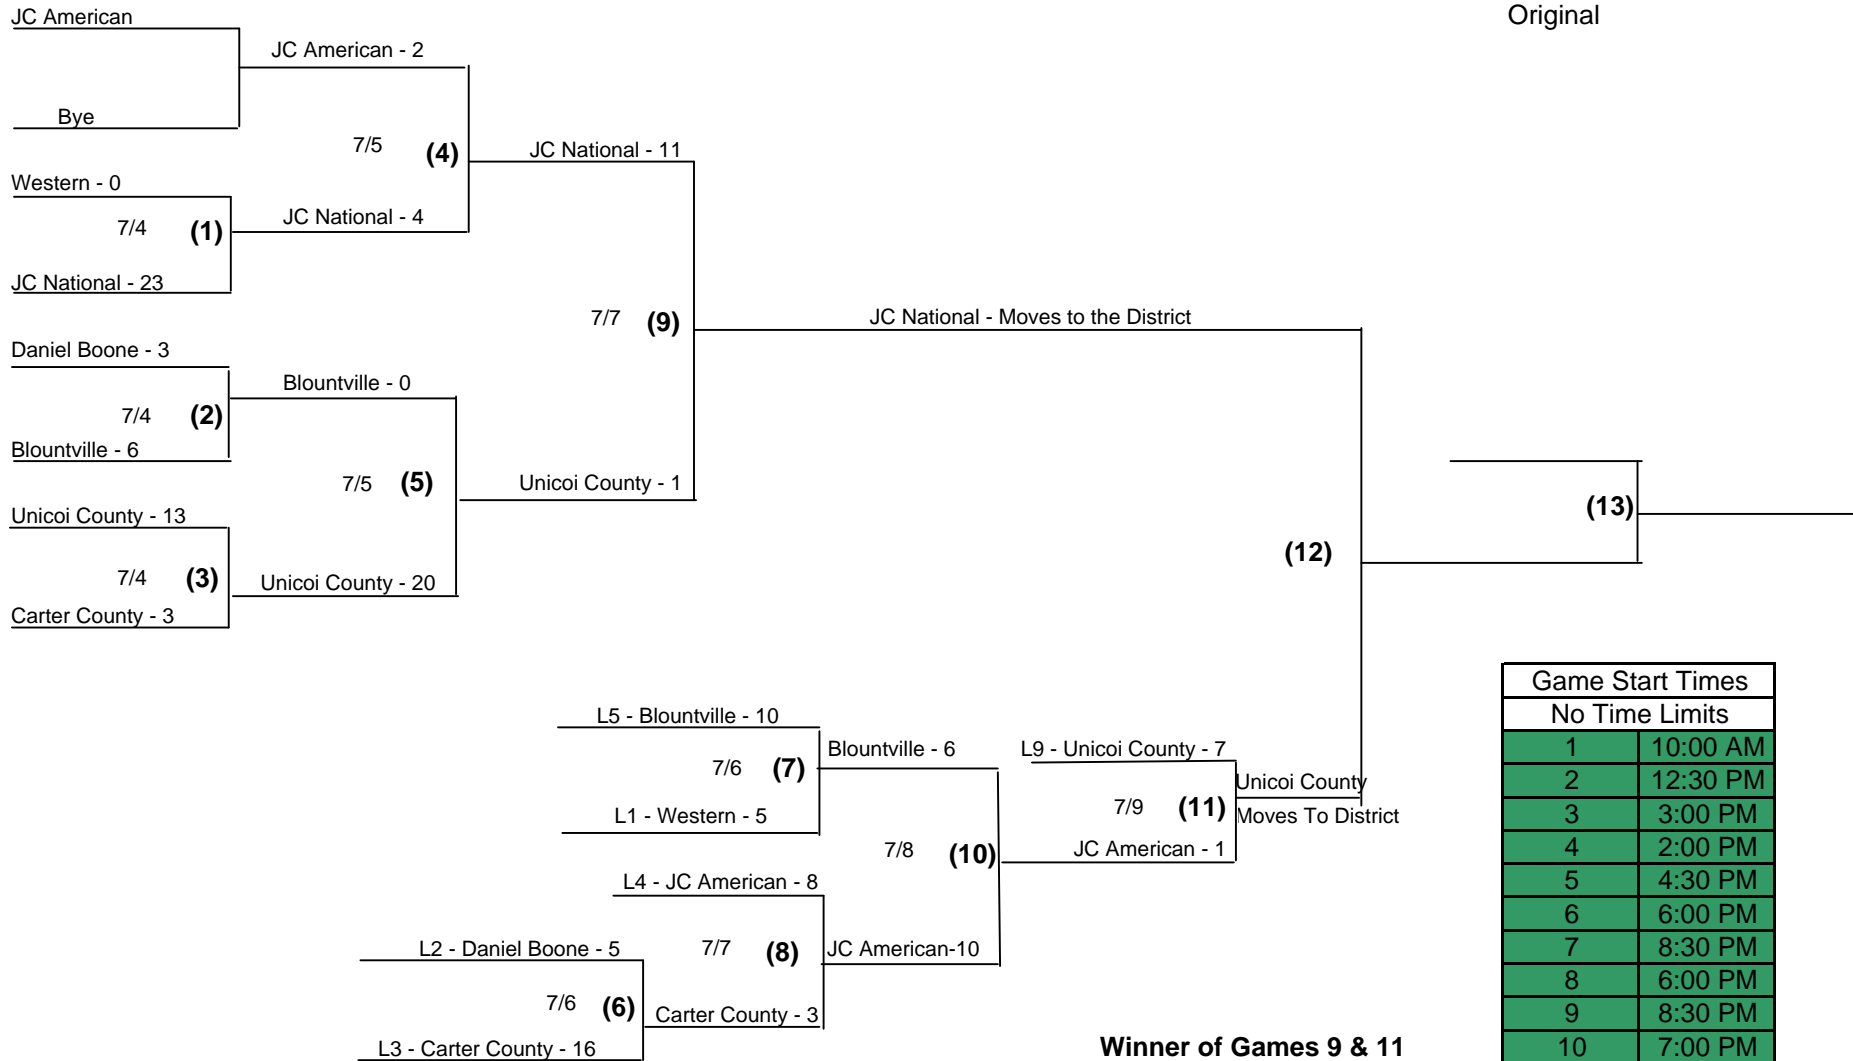 JC American
Original
JC American - 2
Bye
7/5 (4)
JC National - 11
Western - 0
7/4 (1)
JC National - 4
JC National - 23
7/7 (9)
JC National - Moves to the District
Daniel Boone - 3
Blountville - 0
7/4 (2)
Blountville - 6
7/5 (5)
Unicoi County - 1
Unicoi County - 13
7/4 (3)
Unicoi County - 20
Carter County - 3
(12)
(13)
L5 - Blountville - 10
7/6 (7)
Blountville - 6
L1 - Western - 5
L9 - Unicoi County - 7
Unicoi County
7/9 (11)
Moves To District
7/8 (10)
JC American - 1
L4 - JC American - 8
L2 - Daniel Boone - 5
7/7 (8)
JC American-10
7/6 (6)
Carter County - 3
L3 - Carter County - 16
Winner of Games 9 & 11
Game Start Times
No Time Limits
1 10:00 AM
2 12:30 PM
3 3:00 PM
4 2:00 PM
5 4:30 PM
6 6:00 PM
7 8:30 PM
8 6:00 PM
9 8:30 PM
10 7:00 PM